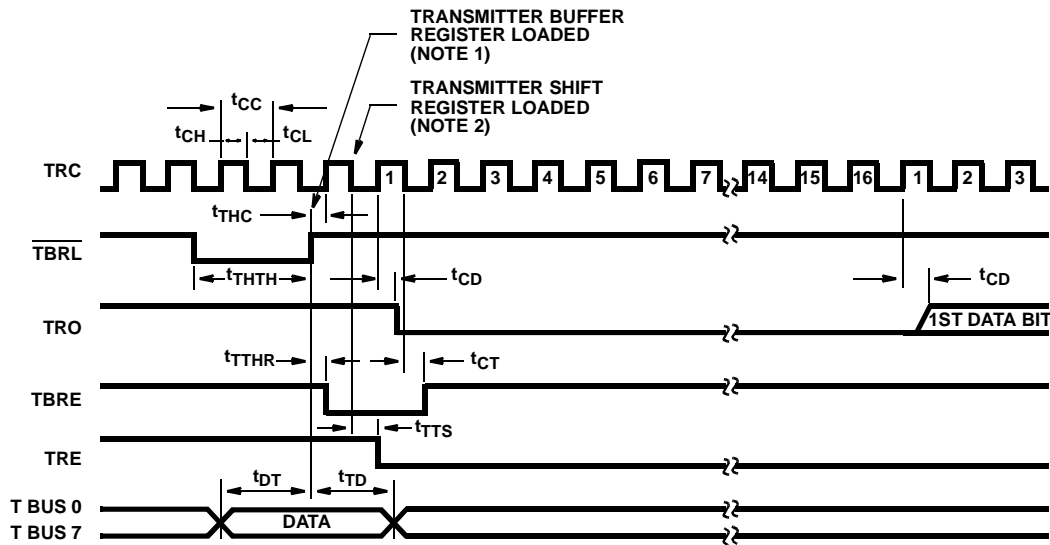 TRANSMITTER BUFFER
REGISTER LOADED
(NOTE 1)
TRANSMITTER SHIFT
REGISTER LOADED
(NOTE 2)
tCC
tCH
tCL
TRC
1 2 3 4 5 6 7 14 15 16 1 2 3
tTHC
TBRL
tTHTH
tCD
tCD
TRO
1ST DATA BIT
tTTHR
tCT
TBRE
tTTS
TRE
tDT
tTD
T BUS 0
DATA
T BUS 7